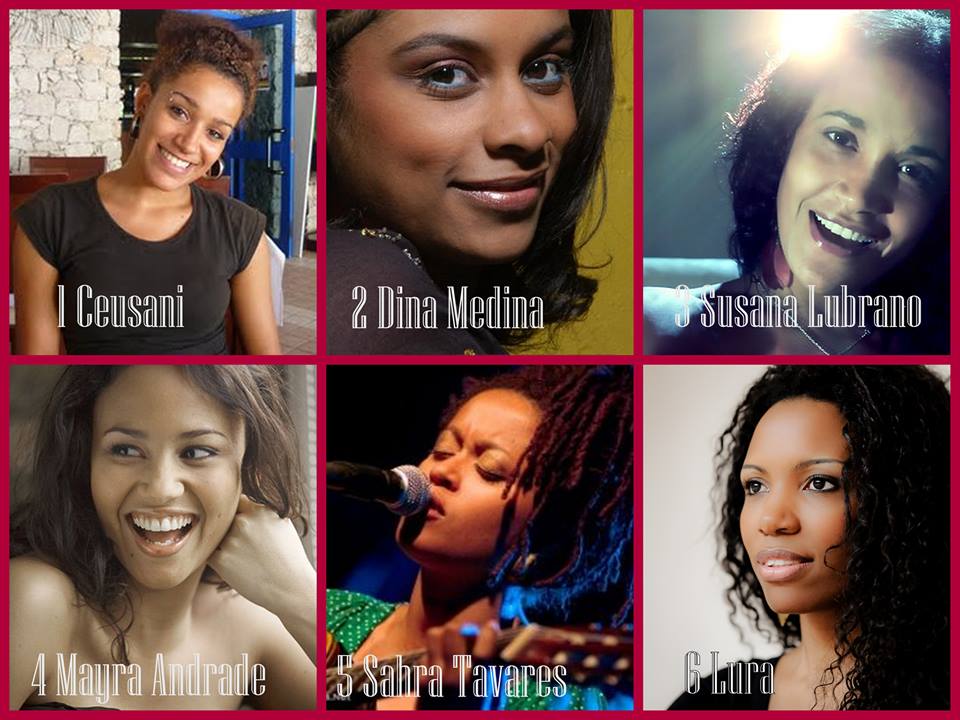 1 Ceusani
2 Dina Medina
3 Susana Lubrano
4 Mayra Andrade
5 Sahra Tavares
6 Lura